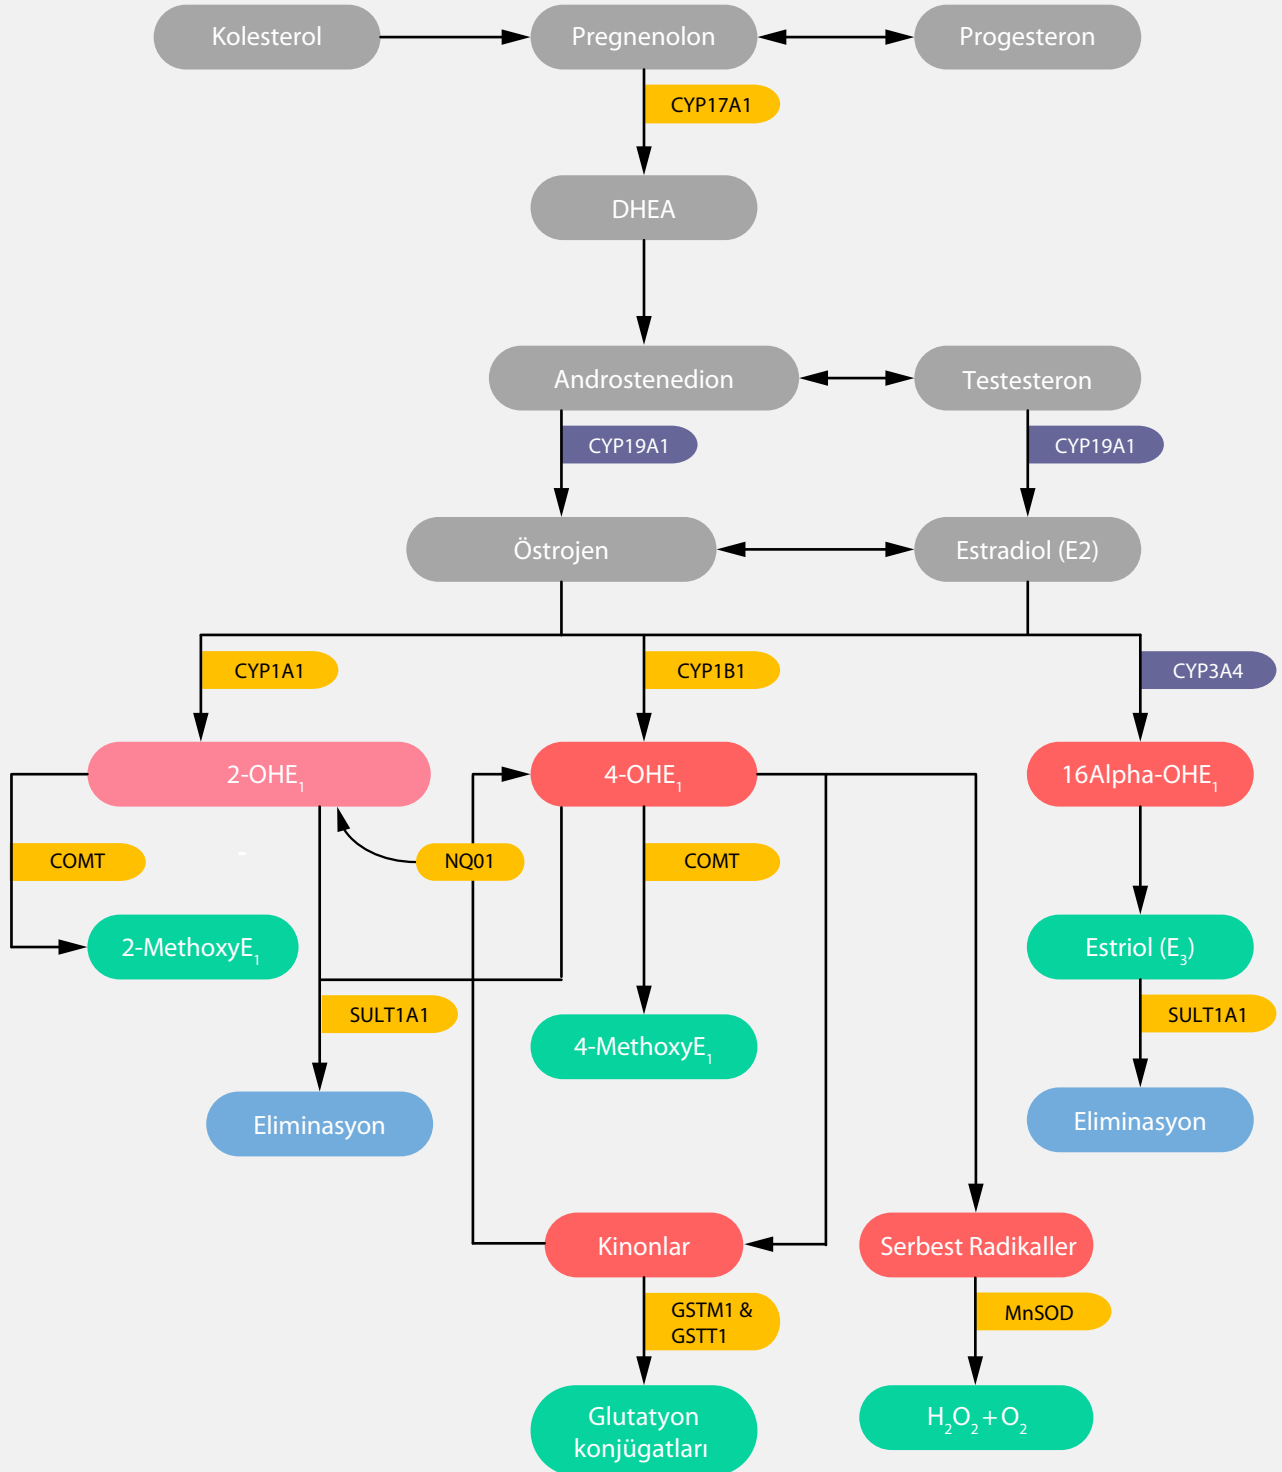 Kolesterol
Pregnenolon
Progesteron
CYP17A1
DHEA
Androstenedion
Testesteron
CYP19A1
CYP19A1
Östrojen
Estradiol (E2)
CYP1A1
CYP1B1
CYP3A4
2-OHE₁
4-OHE₁
16Alpha-OHE₁
COMT
NQ01
COMT
2-MethoxyE₁
Estriol (E₃)
SULT1A1
SULT1A1
4-MethoxyE₁
Eliminasyon
Eliminasyon
Kinonlar
Serbest Radikaller
GSTM1 &
GSTT1
MnSOD
Glutatyon
konjügatları
H₂O₂ + O₂